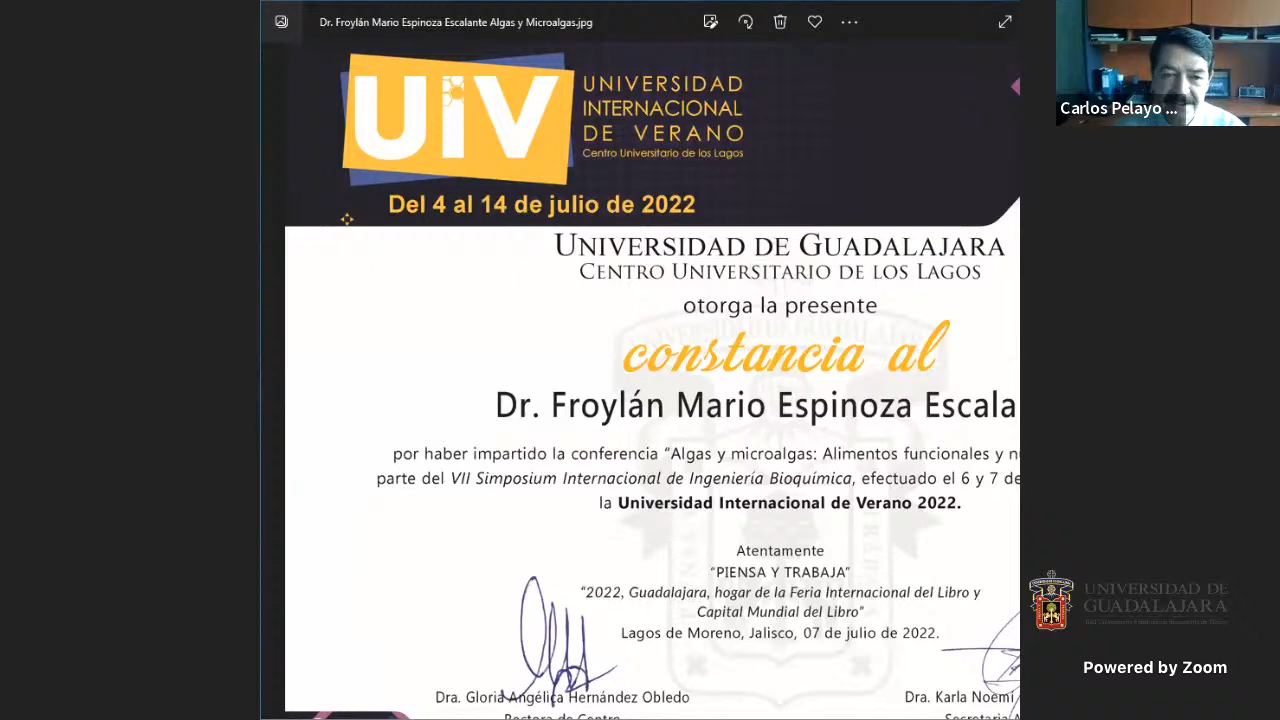 Dr. Froylán Mario Espinoza Escalante Algas y Microalgas.jpg
Carlos Pelayo ...
UiV
UNIVERSIDAD
INTERNACIONAL
DE VERANO
Centro Universitario de los Lagos
Del 4 al 14 de julio de 2022
UNIVERSIDAD DE GUADALAJARA
CENTRO UNIVERSITARIO DE LOS LAGOS
otorga la presente
constancia al
Dr. Froylán Mario Espinoza Escala
por haber impartido la conferencia “Algas y microalgas: Alimentos funcionales y n
parte del VII Simposium Internacional de Ingeniería Bioquímica, efectuado el 6 y 7 de
la Universidad Internacional de Verano 2022.
Atentamente
“PIENSA Y TRABAJA”
“2022, Guadalajara, hogar de la Feria Internacional del Libro y
Capital Mundial del Libro”
Lagos de Moreno, Jalisco, 07 de julio de 2022.
Dra. Gloria Angélica Hernández Obledo
Dra. Karla Noemí
Rectora de Centro
Secretaria A
UNIVERSIDAD DE
GUADALAJARA
Powered by Zoom